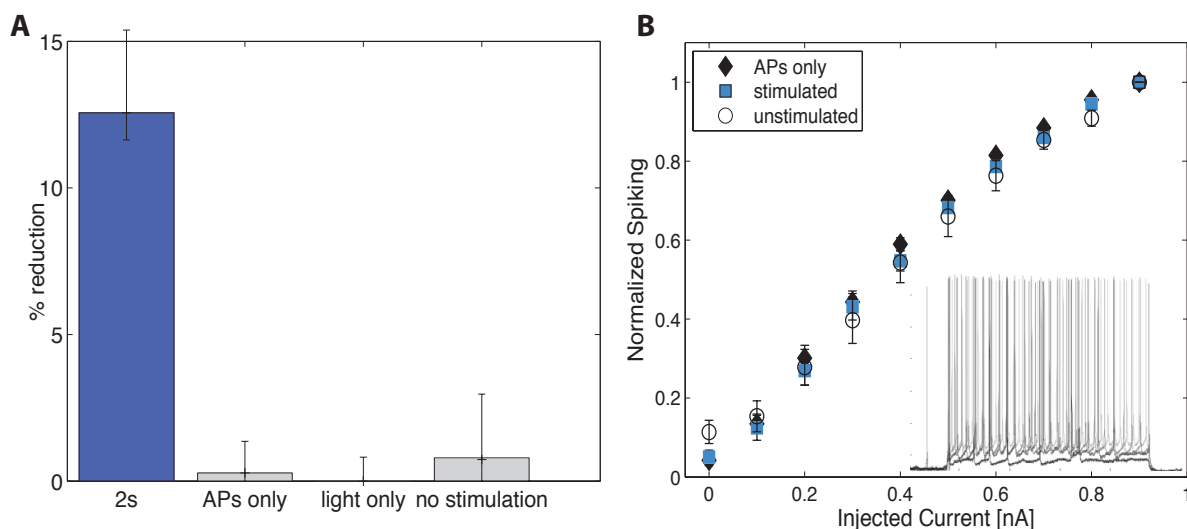 A
15
10
5
0
% reduction
2s
APs only
light only
no stimulation
B
APs only
stimulated
unstimulated
1
0.8
0.6
0.4
0.2
0
Normalized Spiking
0
0.2
0.4
0.6
0.8
1
Injected Current [nA]